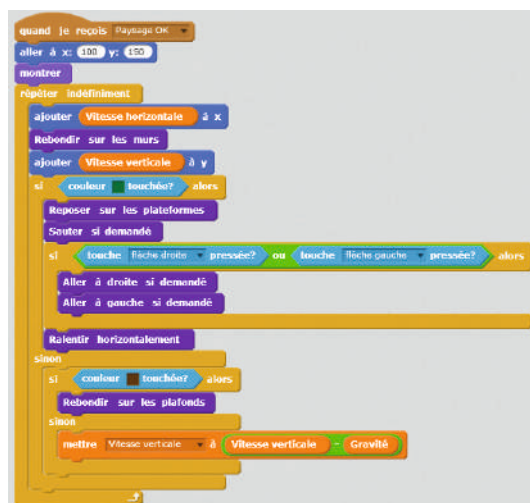 quand je reçois Paysage OK
aller à x: 100 y: 150
montrer
répéter indéfiniment
ajouter Vitesse horizontale à x
Rebondir sur les murs
ajouter Vitesse verticale à y
si couleur touchée? alors
Reposer sur les plateformes
Sauter si demandé
si touche flèche droite pressée? ou touche flèche gauche pressée? alors
Aller à droite si demandé
Aller à gauche si demandé
Ralentir horizontalement
sinon
si couleur touchée? alors
Rebondir sur les plafonds
sinon
mettre Vitesse verticale à Vitesse verticale - Gravité